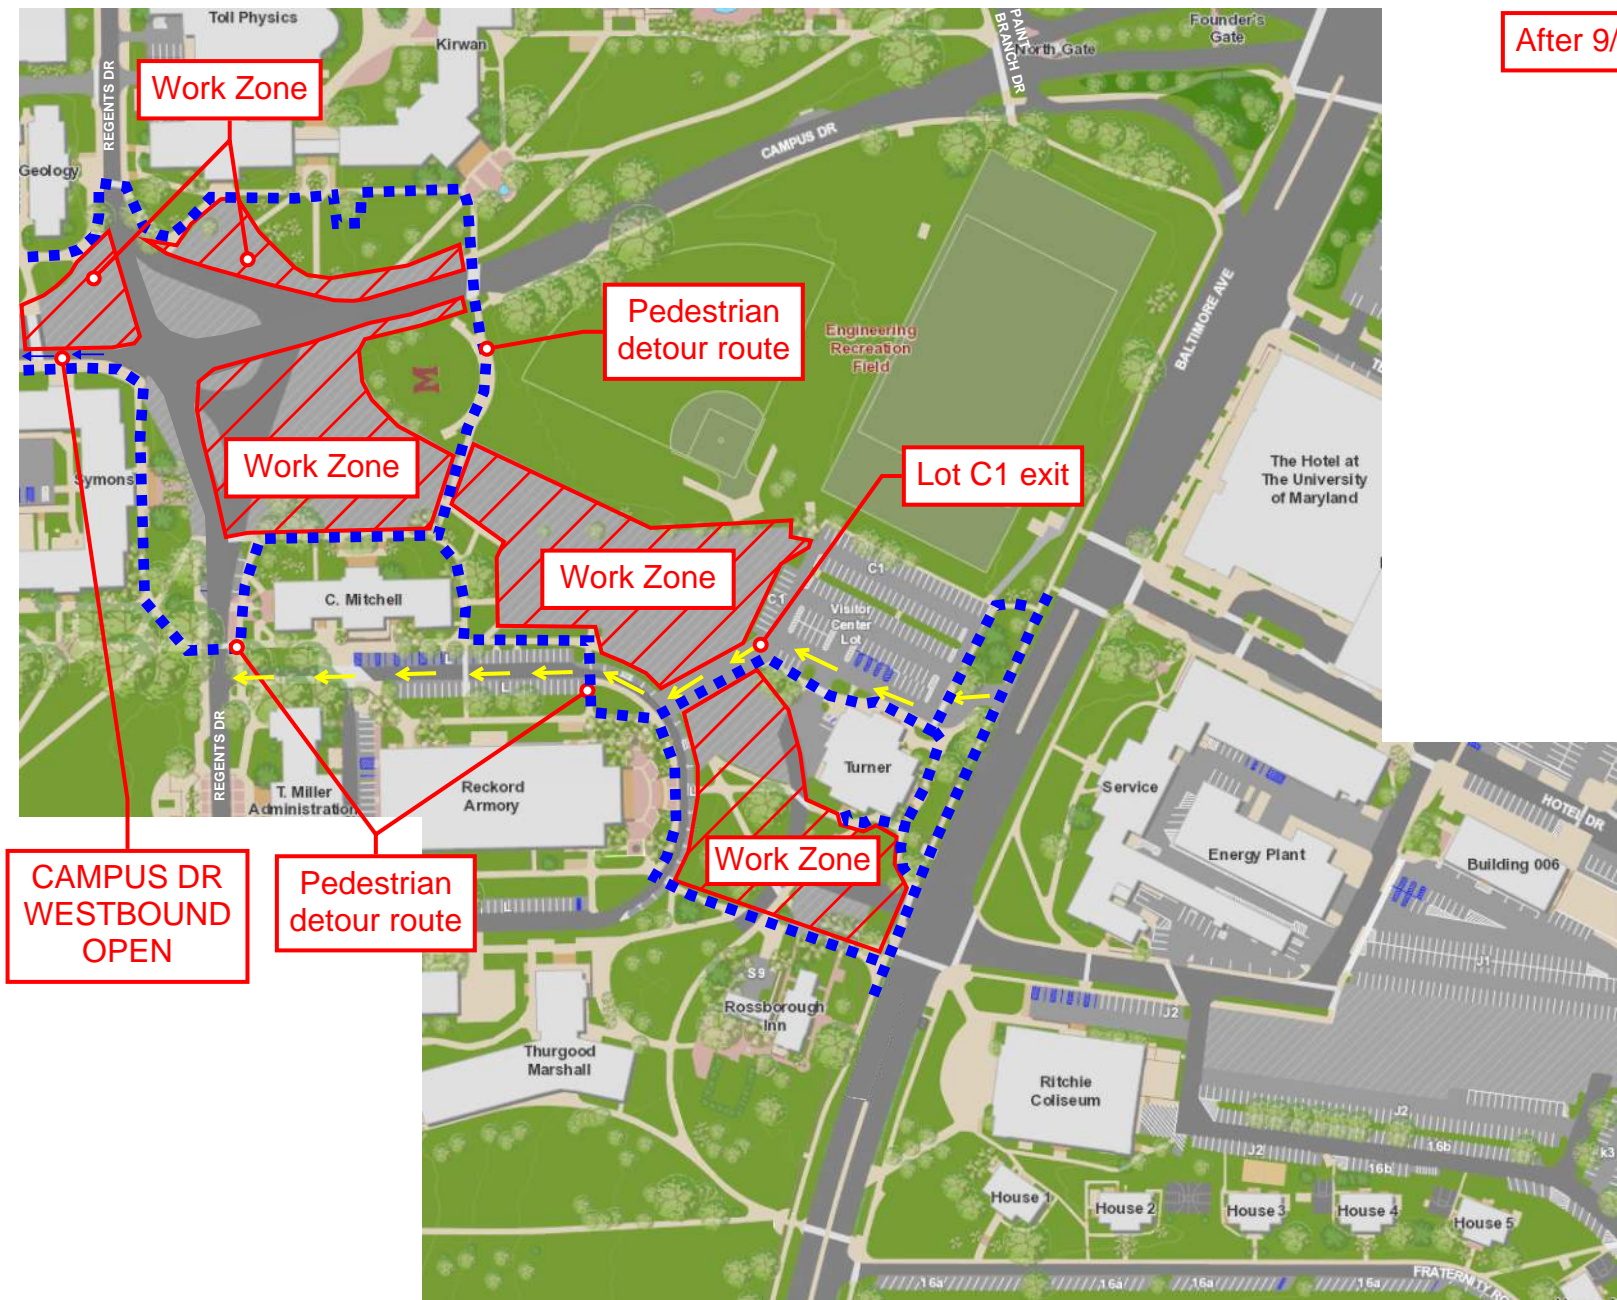 Toll Physics
Kirwan
PAINT
BRANCH DR
North Gate
Founder's
Gate
After 9/
Work Zone
REGENTS DR
CAMPUS DR
Geology
BALTIMORE AVE
Pedestrian
detour route
Engineering
Recreation
Field
M
Work Zone
Lot C1 exit
The Hotel at
The University
of Maryland
Symons
Work Zone
C1
C1
Visitor
Center
Lot
C. Mitchell
L
L
REGENTS DR
Turner
T. Miller
Administration
Reckord
Armory
L
Service
HOTEL DR
Work Zone
Energy Plant
Building 006
CAMPUS DR
WESTBOUND
OPEN
Pedestrian
detour route
L
J1
S9
Rossborough
Inn
J2
Thurgood
Marshall
Ritchie
Coliseum
J2
16b
J2
16b
k3
House 1
House 2
House 3
House 4
House 5
16a
16a
16a
16a
FRATERNITY RO